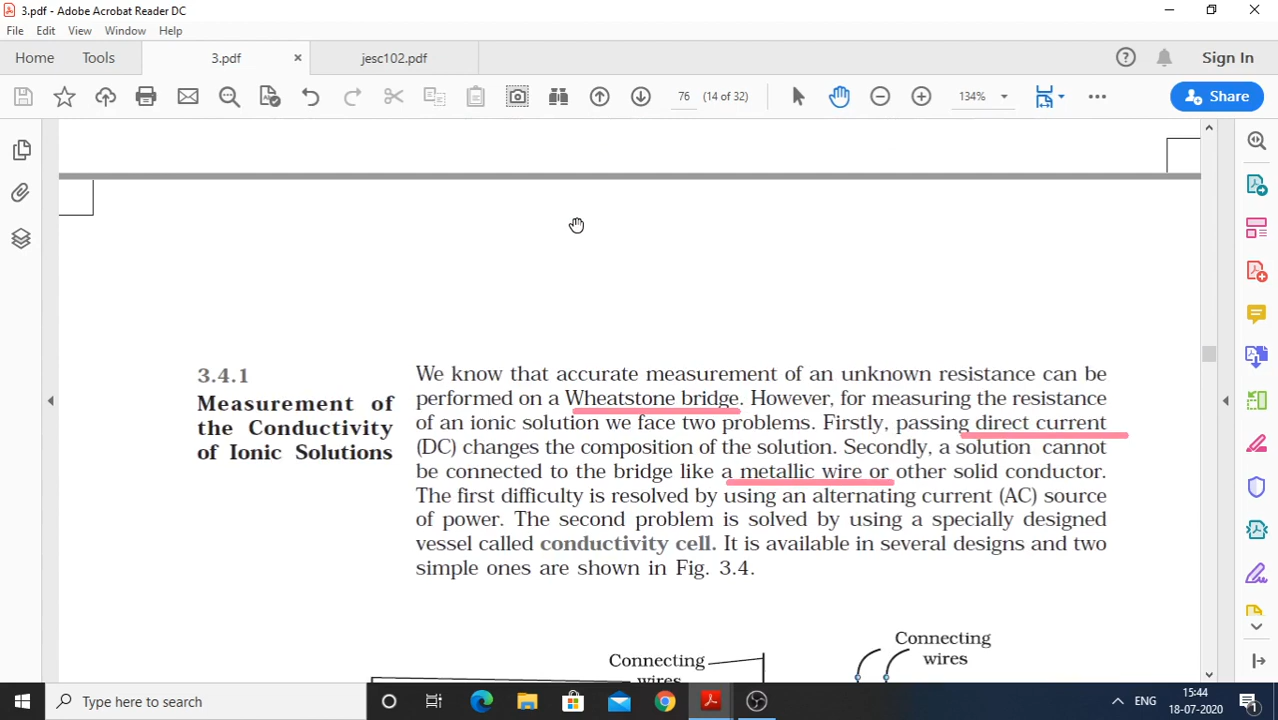 3.pdf - Adobe Acrobat Reader DC
File Edit View Window Help
Home Tools 3.pdf × jesc102.pdf Sign In
76 (14 of 32) 134% Share
3.4.1
Measurement of
the Conductivity
of Ionic Solutions
We know that accurate measurement of an unknown resistance can be
performed on a Wheatstone bridge. However, for measuring the resistance
of an ionic solution we face two problems. Firstly, passing direct current
(DC) changes the composition of the solution. Secondly, a solution cannot
be connected to the bridge like a metallic wire or other solid conductor.
The first difficulty is resolved by using an alternating current (AC) source
of power. The second problem is solved by using a specially designed
vessel called conductivity cell. It is available in several designs and two
simple ones are shown in Fig. 3.4.
Connecting
wires
Connecting
wires
Type here to search
ENG
15:44
18-07-2020
1